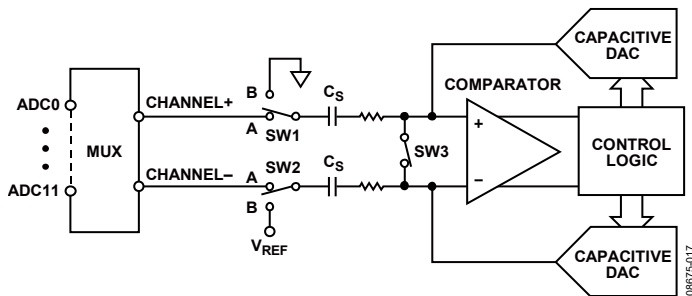 CAPACITIVE
DAC
B
CS
COMPARATOR
ADC0
CHANNEL+
A
SW1
+
MUX
SW3
CONTROL
LOGIC
SW2
CS
ADC11
CHANNEL–
A
–
B
VREF
CAPACITIVE
DAC
08675-017